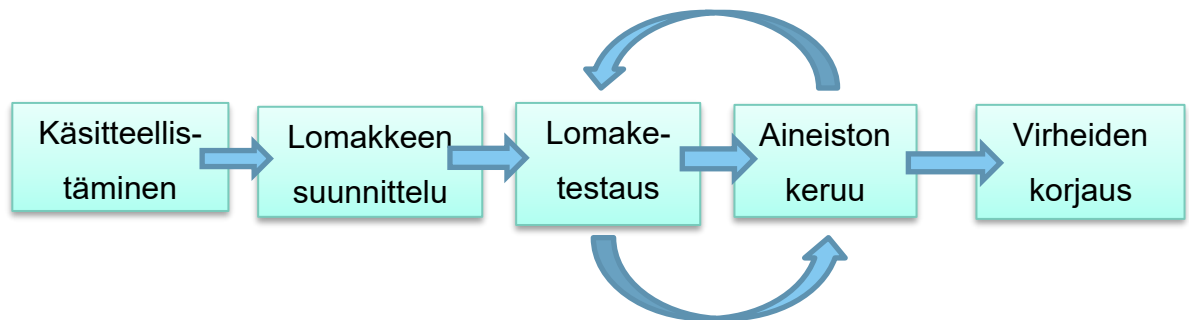 Käsitteellis-
täminen
Lomakkeen
suunnittelu
Lomake-
testaus
Aineiston
keruu
Virheiden
korjaus